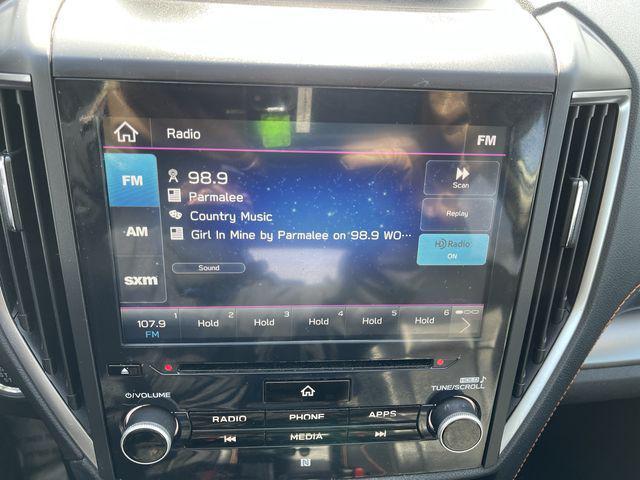 Radio
FM
FM
98.9
Scan
Parmalee
Replay
AM
Country Music
Girl In Mine by Parmalee on '98.9 WO...
HD Radio
ON
sxm
Sound
107.9 FM 1
Hold 2
Hold 3
Hold 4
Hold 5
Hold 6
VOLUME
HOLD
TUNE/SCROLL
RADIO
PHONE
APPS
MEDIA